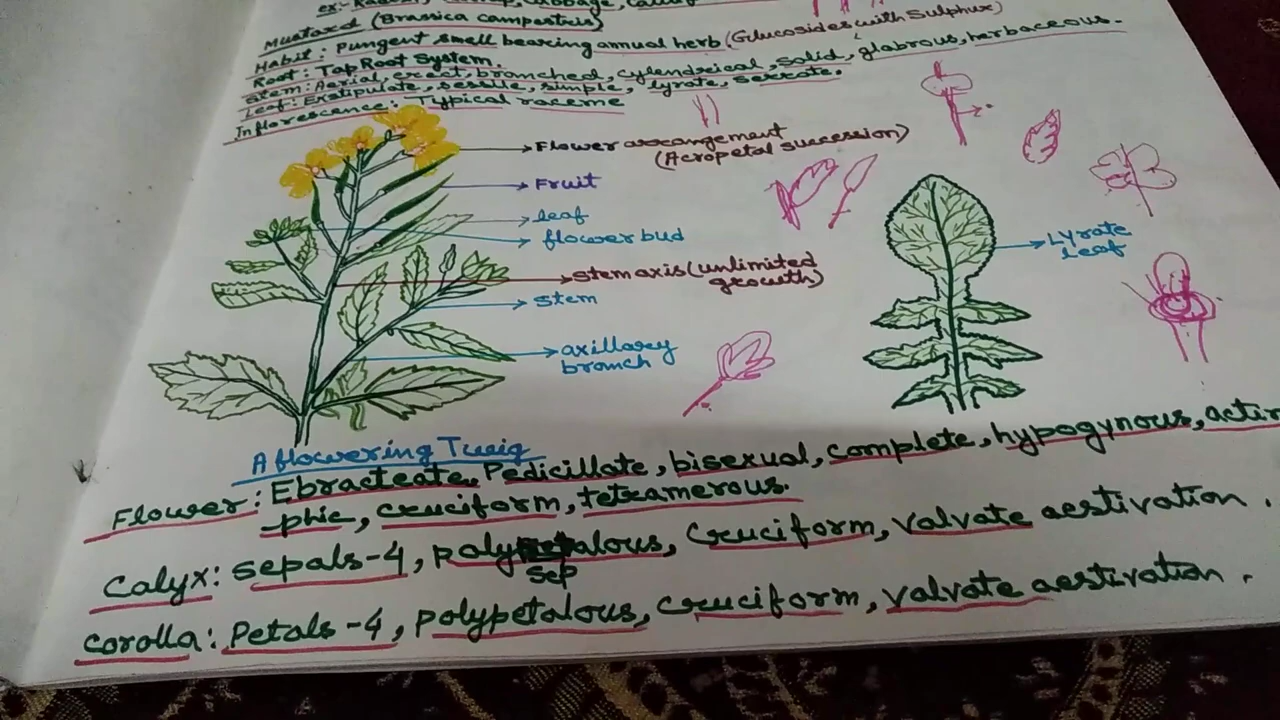 Cabbage,
Mustard (Brassica campestris)
Habit: Pungent smell bearing annual herb (Glucosides with Sulphur)
Root: Tap Root System.
Stem: Aerial, erect, branched, cylendrical, solid, glabrous, herbaceous.
Leaf: Exstipulate, sessile, simple, lyrate, serrate.
Inflorescance: Typical raceme
Flower arrangement
(Acropetal succession)
Fruit
leaf
flower bud
stem axis (unlimited
growth)
stem
axillary
branch
Lyrate
leaf
A flowering Twig
Flower: Ebracteate, Pedicillate, bisexual, complete, hypogynous, actin
-phic, cruciform, tetramerous.
Calyx: sepals-4, polysepalous, Cruciform, valvate aestivation.
Corolla: Petals-4, polypetalous, cruciform, valvate aestivation.